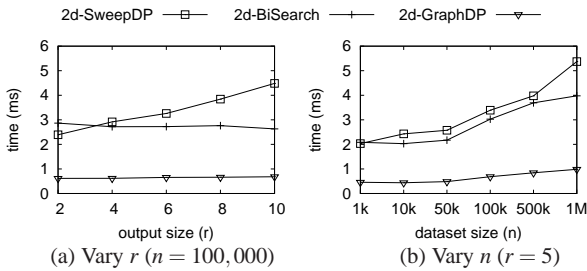 2d-SweepDP 2d-BiSearch 2d-GraphDP
6
5
4
3
2
1
0
time (ms)
2 4 6 8 10
output size (r)
(a) Vary r (n = 100,000)
6
5
4
3
2
1
0
time (ms)
1k 10k 50k 100k 500k 1M
dataset size (n)
(b) Vary n (r = 5)